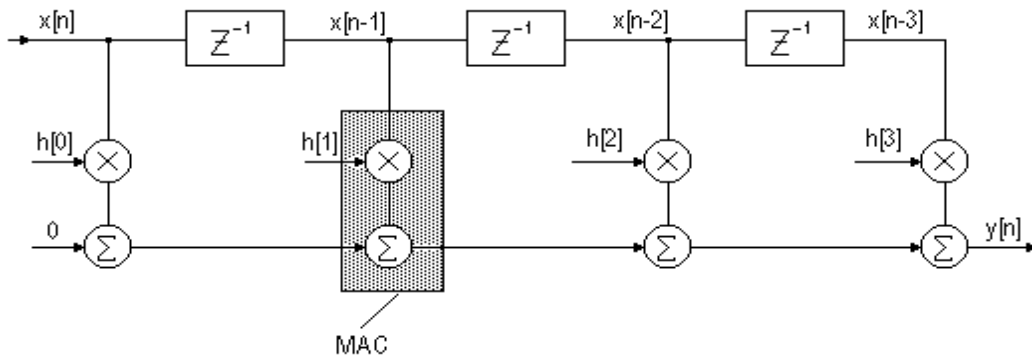 x[n] Z⁻¹ x[n-1] Z⁻¹ x[n-2] Z⁻¹ x[n-3]
h[0] × h[1] × h[2] × h[3] ×
0 Σ Σ Σ Σ y[n]
MAC